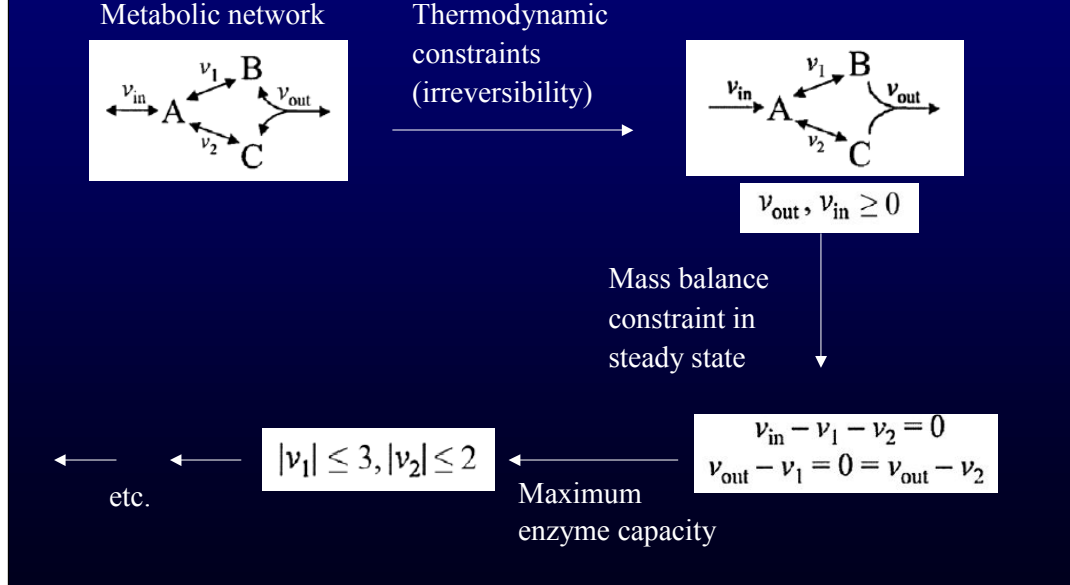 Metabolic network
v_in
v_1
A
B
v_2
C
v_out
Thermodynamic
constraints
(irreversibility)
v_in
v_1
A
B
v_2
C
v_out
v_out, v_in ≥ 0
Mass balance
constraint in
steady state
v_in − v_1 − v_2 = 0
v_out − v_1 = 0 = v_out − v_2
Maximum
enzyme capacity
|v_1| ≤ 3, |v_2| ≤ 2
etc.